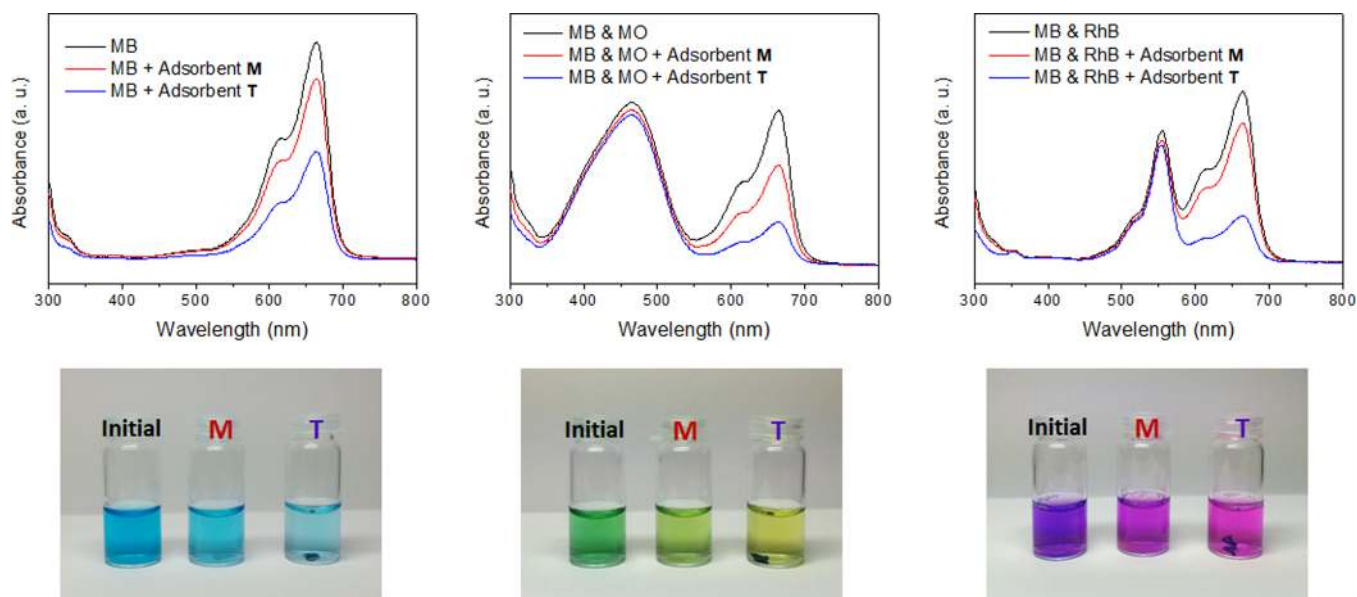 MB
MB + Adsorbent M
MB + Adsorbent T
Absorbance (a. u.)
300 400 500 600 700 800
Wavelength (nm)
MB & MO
MB & MO + Adsorbent M
MB & MO + Adsorbent T
Absorbance (a. u.)
300 400 500 600 700 800
Wavelength (nm)
MB & RhB
MB & RhB + Adsorbent M
MB & RhB + Adsorbent T
Absorbance (a. u.)
300 400 500 600 700 800
Wavelength (nm)
Initial M T
Initial M T
Initial M T